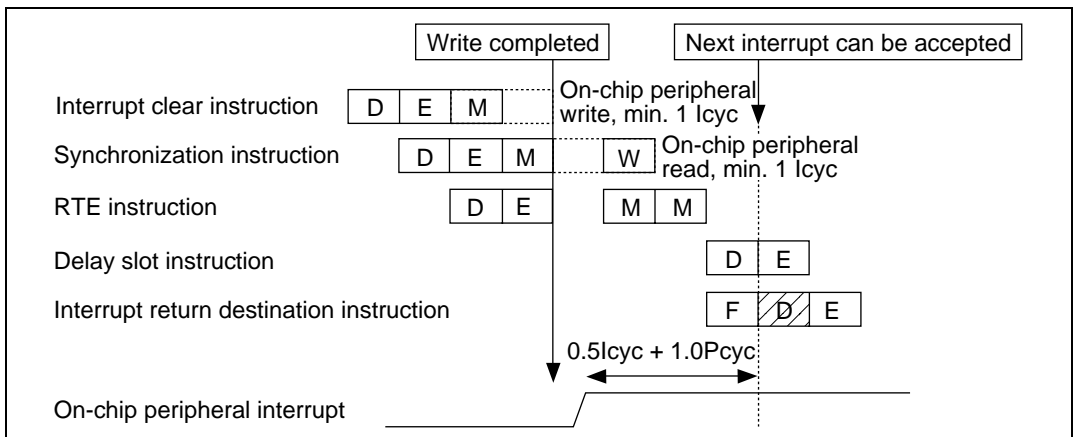 Write completed
Next interrupt can be accepted
Interrupt clear instruction
D E M
On-chip peripheral
write, min. 1 Icyc
Synchronization instruction
D E M W
On-chip peripheral
read, min. 1 Icyc
RTE instruction
D E M M
Delay slot instruction
D E
Interrupt return destination instruction
F D E
0.5Icyc + 1.0Pcyc
On-chip peripheral interrupt